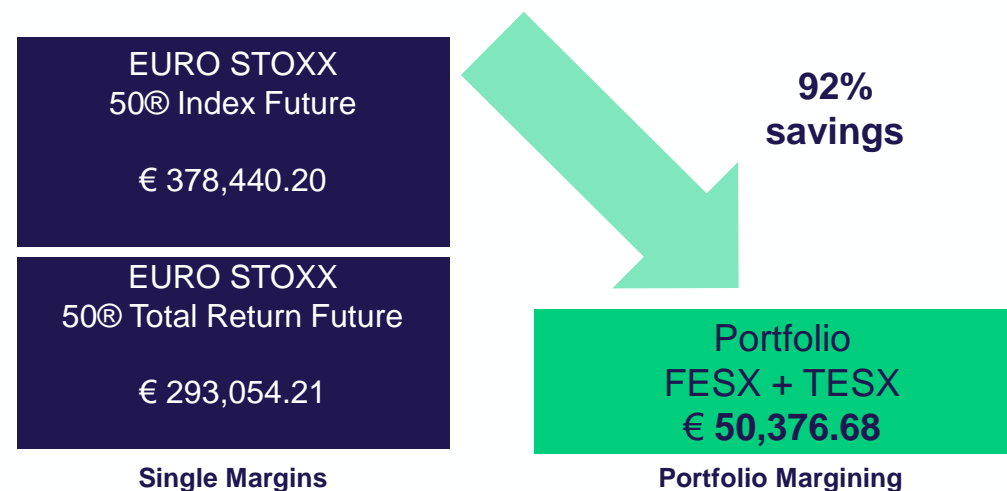 EURO STOXX
50® Index Future
€ 378,440.20
EURO STOXX
50® Total Return Future
€ 293,054.21
Single Margins
92%
savings
Portfolio
FESX + TESX
€ 50,376.68
Portfolio Margining